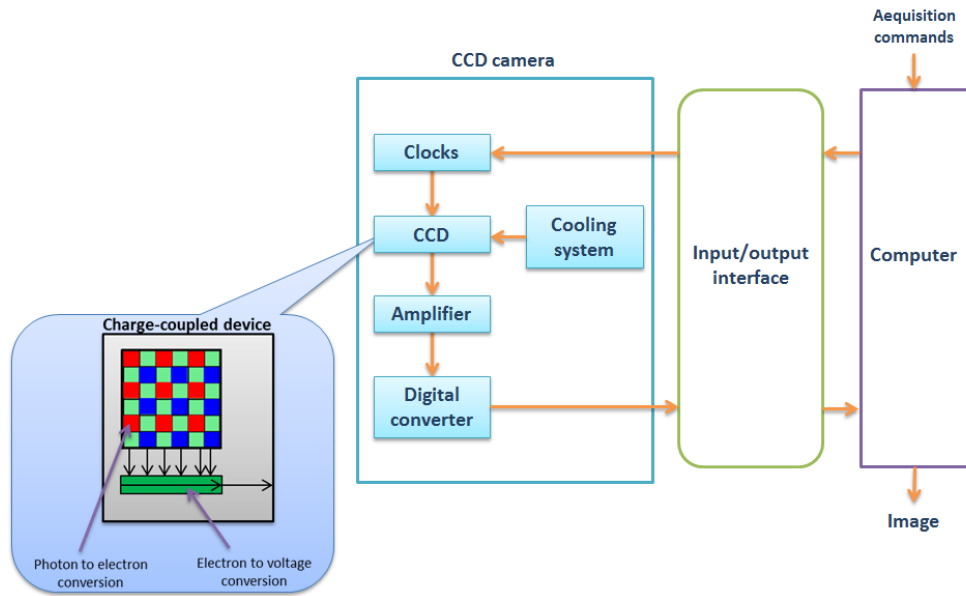 Aequisition
commands
CCD camera
Clocks
CCD
Cooling
system
Input/output
interface
Computer
Amplifier
Charge-coupled device
Digital
converter
Image
Photon to electron
conversion
Electron to voltage
conversion